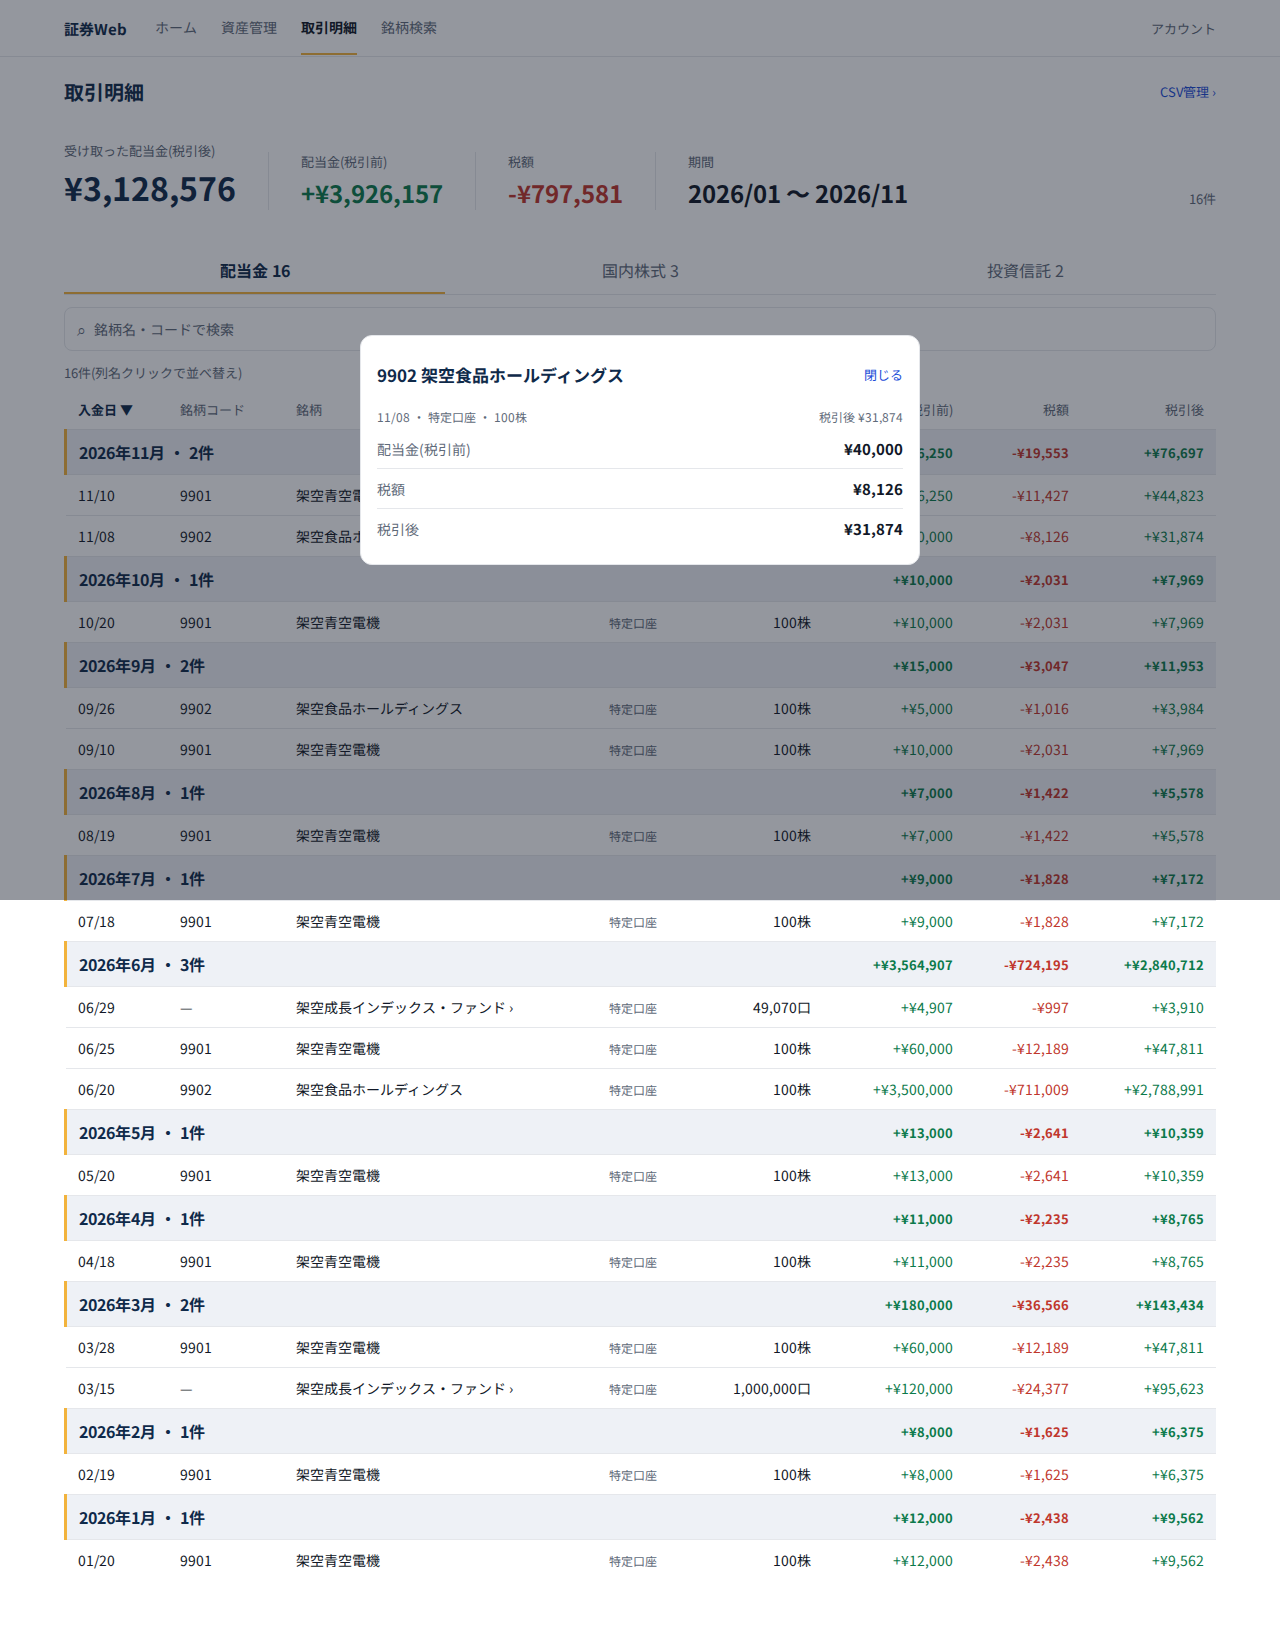 証券Web ホーム 資産管理 取引明細 銘柄検索 アカウント
取引明細 CSV管理 ›
受け取った配当金(税引後) 配当金(税引前) 税額 期間
¥3,128,576 +¥3,926,157 -¥797,581 2026/01 〜 2026/11 16件
配当金 16 国内株式 3 投資信託 2
銘柄名・コードで検索
16件(列名クリックで並べ替え)
9902 架空食品ホールディングス 閉じる
11/08 ・ 特定口座 ・ 100株 税引後 ¥31,874
配当金(税引前) ¥40,000
税額 ¥8,126
税引後 ¥31,874
入金日▼ 銘柄コード 銘柄 引前) 税額 税引後
2026年11月 ・ 2件 6,250 -¥19,553 +¥76,697
11/10 9901 架空青空電 6,250 -¥11,427 +¥44,823
11/08 9902 架空食品ホ 0,000 -¥8,126 +¥31,874
2026年10月 ・ 1件 +¥10,000 -¥2,031 +¥7,969
10/20 9901 架空青空電機 特定口座 100株 +¥10,000 -¥2,031 +¥7,969
2026年9月 ・ 2件 +¥15,000 -¥3,047 +¥11,953
09/26 9902 架空食品ホールディングス 特定口座 100株 +¥5,000 -¥1,016 +¥3,984
09/10 9901 架空青空電機 特定口座 100株 +¥10,000 -¥2,031 +¥7,969
2026年8月 ・ 1件 +¥7,000 -¥1,422 +¥5,578
08/19 9901 架空青空電機 特定口座 100株 +¥7,000 -¥1,422 +¥5,578
2026年7月 ・ 1件 +¥9,000 -¥1,828 +¥7,172
07/18 9901 架空青空電機 特定口座 100株 +¥9,000 -¥1,828 +¥7,172
2026年6月 ・ 3件 +¥3,564,907 -¥724,195 +¥2,840,712
06/29 — 架空成長インデックス・ファンド › 特定口座 49,070口 +¥4,907 -¥997 +¥3,910
06/25 9901 架空青空電機 特定口座 100株 +¥60,000 -¥12,189 +¥47,811
06/20 9902 架空食品ホールディングス 特定口座 100株 +¥3,500,000 -¥711,009 +¥2,788,991
2026年5月 ・ 1件 +¥13,000 -¥2,641 +¥10,359
05/20 9901 架空青空電機 特定口座 100株 +¥13,000 -¥2,641 +¥10,359
2026年4月 ・ 1件 +¥11,000 -¥2,235 +¥8,765
04/18 9901 架空青空電機 特定口座 100株 +¥11,000 -¥2,235 +¥8,765
2026年3月 ・ 2件 +¥180,000 -¥36,566 +¥143,434
03/28 9901 架空青空電機 特定口座 100株 +¥60,000 -¥12,189 +¥47,811
03/15 — 架空成長インデックス・ファンド › 特定口座 1,000,000口 +¥120,000 -¥24,377 +¥95,623
2026年2月 ・ 1件 +¥8,000 -¥1,625 +¥6,375
02/19 9901 架空青空電機 特定口座 100株 +¥8,000 -¥1,625 +¥6,375
2026年1月 ・ 1件 +¥12,000 -¥2,438 +¥9,562
01/20 9901 架空青空電機 特定口座 100株 +¥12,000 -¥2,438 +¥9,562